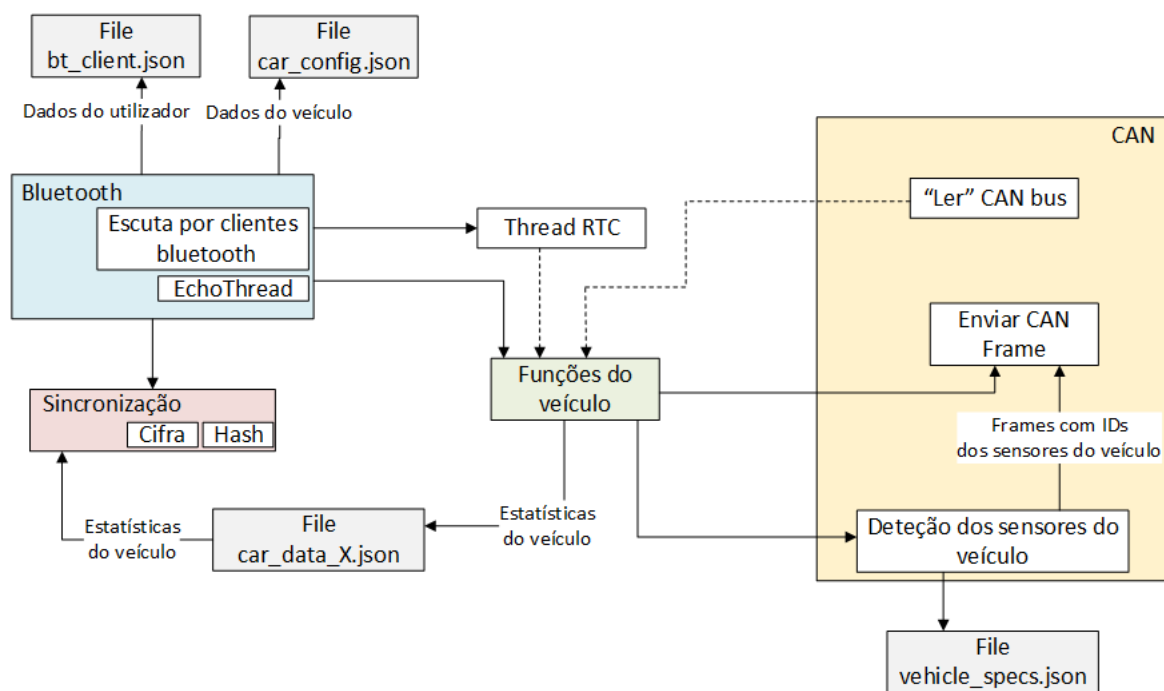 File
bt_client.json
File
car_config.json
Dados do utilizador
Dados do veículo
CAN
Bluetooth
Escuta por clientes
bluetooth
EchoThread
Thread RTC
“Ler” CAN bus
Enviar CAN
Frame
Funções do
veículo
Sincronização
Cifra
Hash
Frames com IDs
dos sensores do veículo
Estatísticas
do veículo
File
car_data_X.json
Estatísticas
do veículo
Deteção dos sensores do
veículo
File
vehicle_specs.json